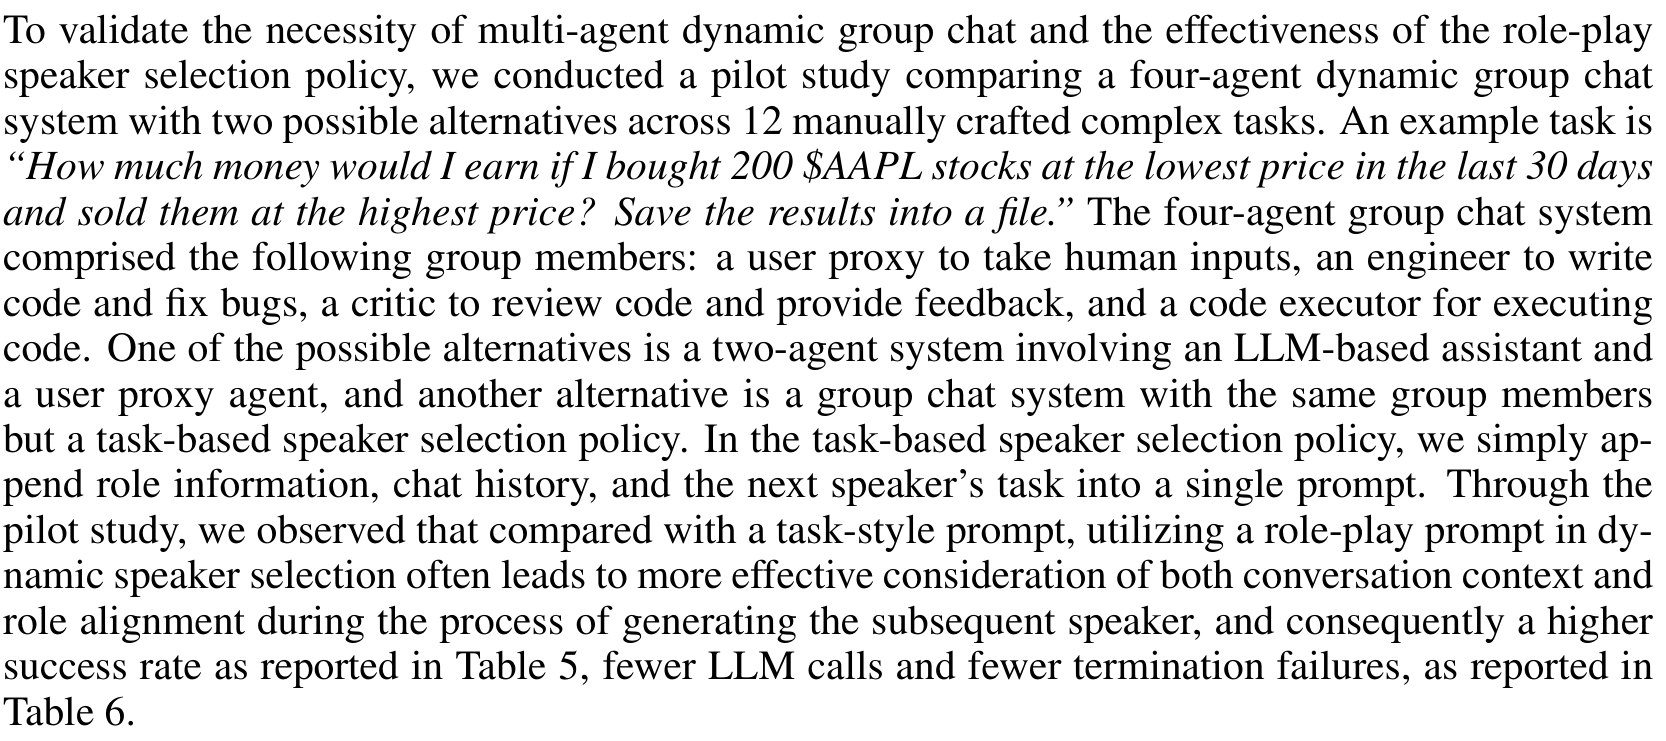 To validate the necessity of multi-agent dynamic group chat and the effectiveness of the role-play
speaker selection policy, we conducted a pilot study comparing a four-agent dynamic group chat
system with two possible alternatives across 12 manually crafted complex tasks. An example task is
“How much money would I earn if I bought 200 $AAPL stocks at the lowest price in the last 30 days
and sold them at the highest price? Save the results into a file.” The four-agent group chat system
comprised the following group members: a user proxy to take human inputs, an engineer to write
code and fix bugs, a critic to review code and provide feedback, and a code executor for executing
code. One of the possible alternatives is a two-agent system involving an LLM-based assistant and
a user proxy agent, and another alternative is a group chat system with the same group members
but a task-based speaker selection policy. In the task-based speaker selection policy, we simply ap-
pend role information, chat history, and the next speaker’s task into a single prompt. Through the
pilot study, we observed that compared with a task-style prompt, utilizing a role-play prompt in dy-
namic speaker selection often leads to more effective consideration of both conversation context and
role alignment during the process of generating the subsequent speaker, and consequently a higher
success rate as reported in Table 5, fewer LLM calls and fewer termination failures, as reported in
Table 6.